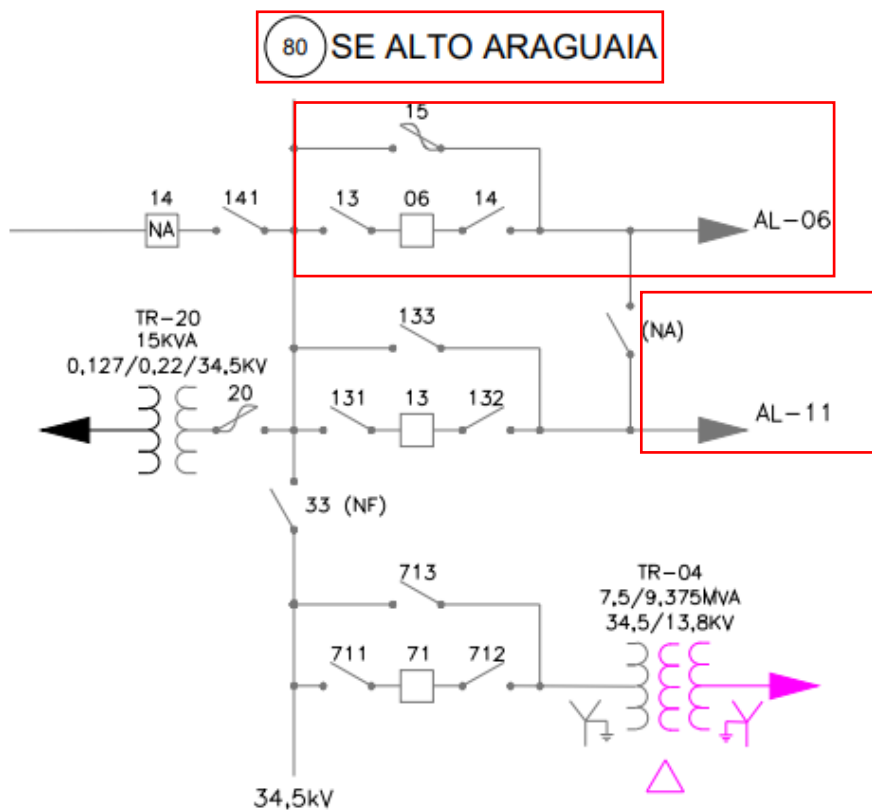 80 SE ALTO ARAGUAIA
15
14 141 13 06 14
NA
AL-06
TR-20
15KVA
0,127/0,22/34,5KV
133
(NA)
20
131 13 132
AL-11
33 (NF)
713
TR-04
7,5/9,375MVA
34,5/13,8KV
711 71 712
34,5kV